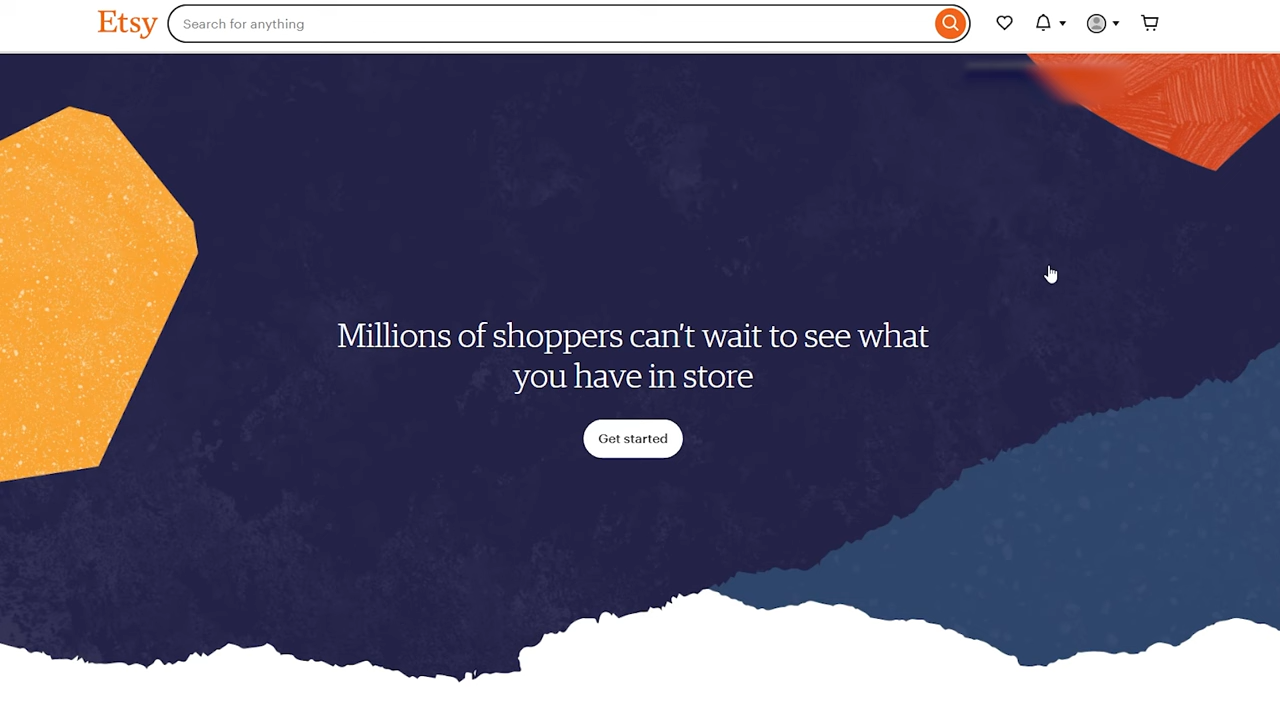 Etsy
Search for anything
Millions of shoppers can't wait to see what
you have in store
Get started